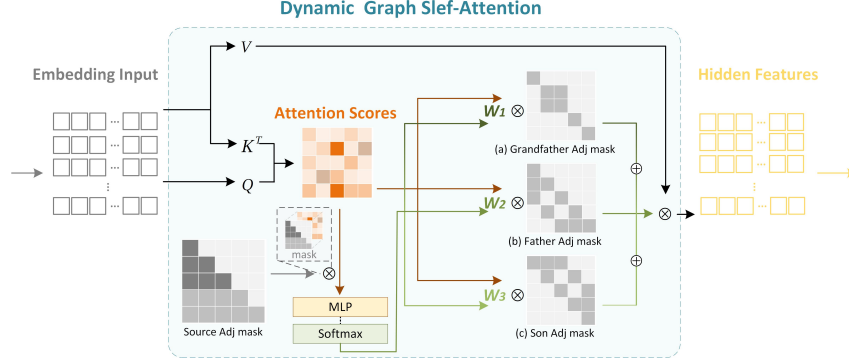 Dynamic Graph Slef-Attention
Embedding Input
V
Hidden Features
Attention Scores
W1 ⊗
(a) Grandfather Adj mask
K^T
Q
W2 ⊗
(b) Father Adj mask
mask
W3 ⊗
MLP
Softmax
Source Adj mask
(c) Son Adj mask